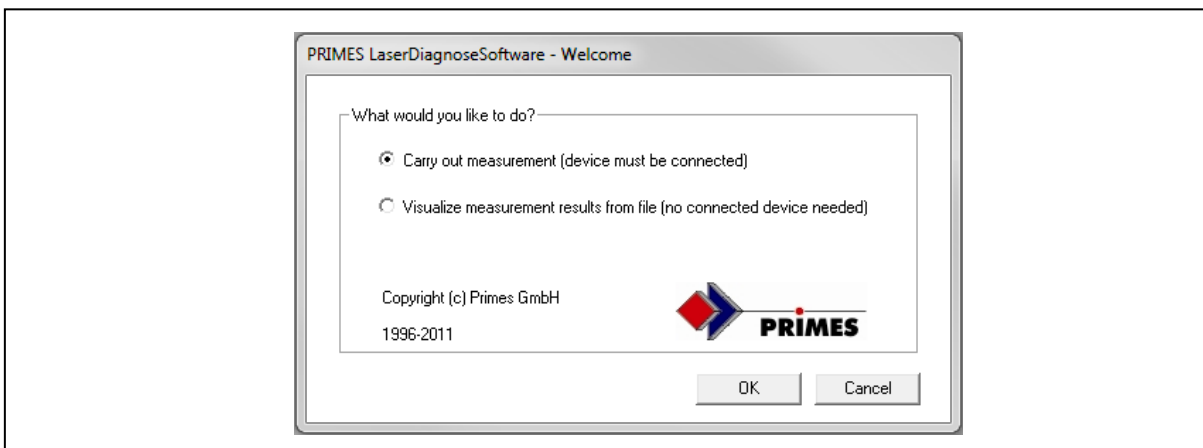 PRIMES LaserDiagnoseSoftware - Welcome
What would you like to do?
Carry out measurement (device must be connected)
Visualize measurement results from file (no connected device needed)
Copyright (c) Primes GmbH
1996-2011
PRIMES
OK
Cancel